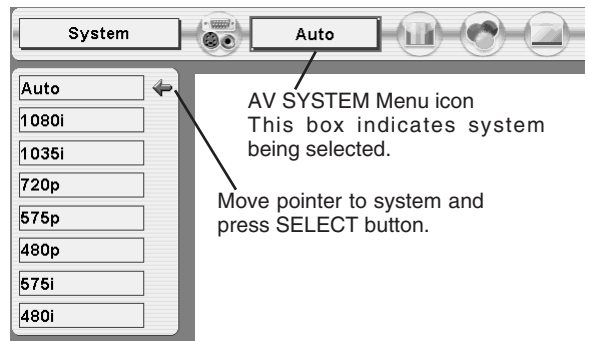 System
Auto
Auto
1080i
1035i
720p
575p
480p
575i
480i
AV SYSTEM Menu icon
This box indicates system
being selected.
Move pointer to system and
press SELECT button.